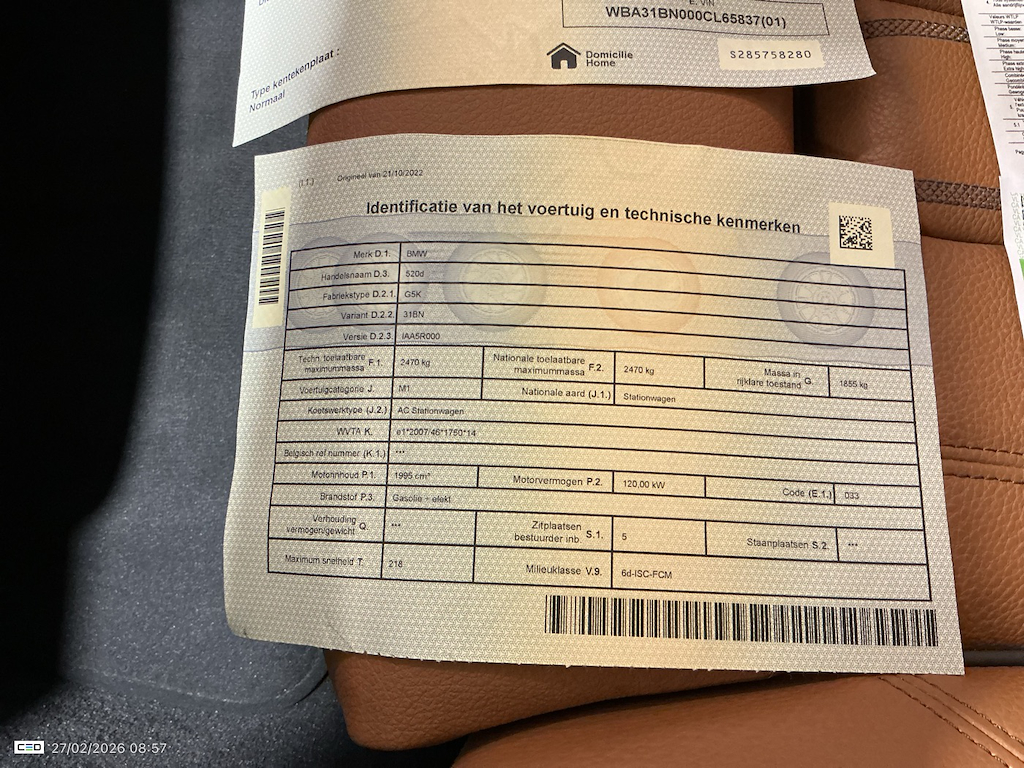 E. VIN
WBA31BN000CL65837(01)
Domicilie
Home
S285758280
Type kentekenplaat :
Normaal
(1.1.) Origineel van 21/10/2022
Identificatie van het voertuig en technische kenmerken
Merk D.1. BMW
Handelsnaam D.3. 520d
Fabriekstype D.2.1. G5K
Variant D.2.2. 31BN
Versie D.2.3. IAA5R000
Techn. toelaatbare maximummassa F.1. 2470 kg Nationale toelaatbare maximummassa F.2. 2470 kg Massa in rijklare toestand G. 1855 kg
Voertuigcategorie J. M1 Nationale aard (J.1.) Stationwagen
Koetswerktype (J.2.) AC Stationwagen
WVTA K. e1*2007/46*1750*14
Belgisch ref nummer (K.1.) ***
Motorinhoud P.1. 1995 cm³ Motorvermogen P.2. 120,00 kW Code (E.1.) 033
Brandstof P.3. Gasolie + elekt
Verhouding vermogen/gewicht Q. *** Zitplaatsen bestuurder inb. S.1. 5 Staanplaatsen S.2. ***
Maximum snelheid T. 218 Milieuklasse V.9. 6d-ISC-FCM
CEO 27/02/2026 08:57